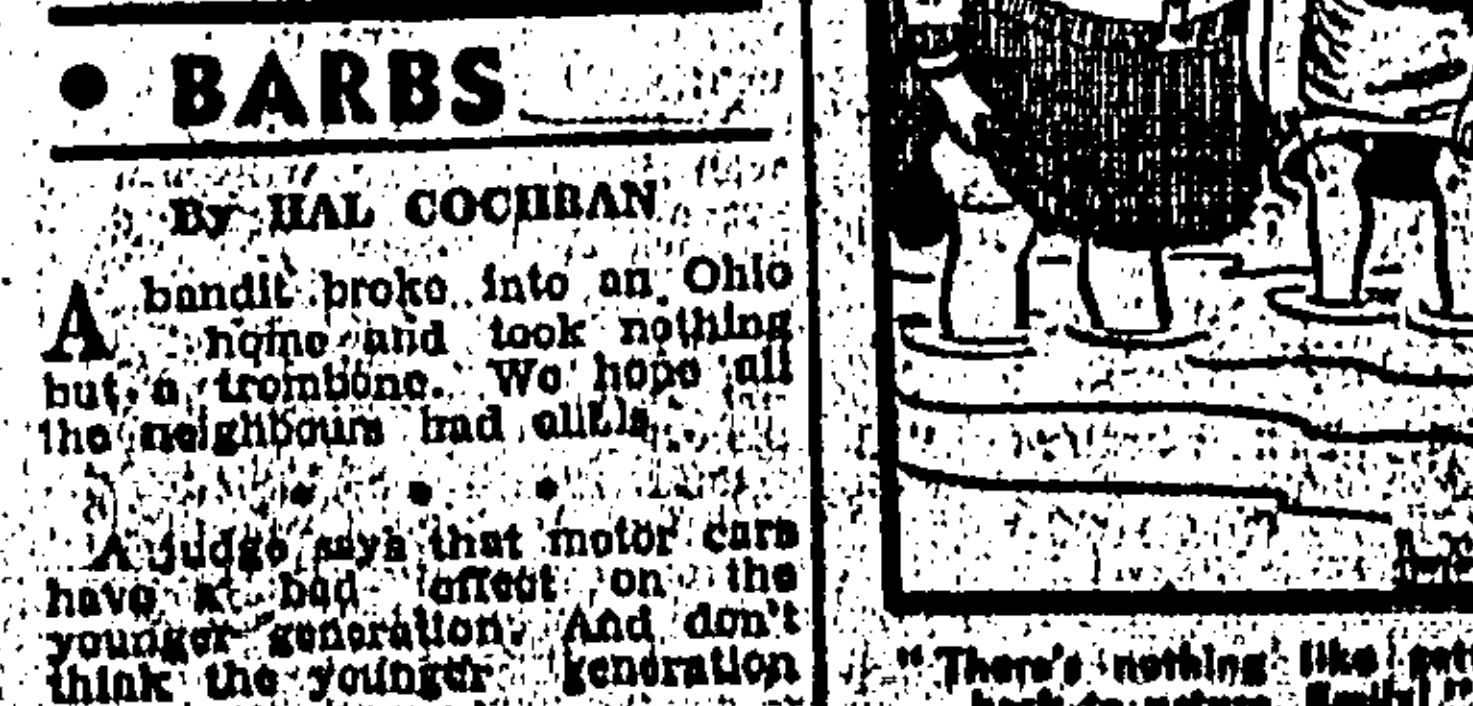 • BARBS
By HAL COCHRAN
A bandit broke into an Ohio
home and took nothing
but a trombone. We hope all
the neighbours had alibis.
• • •
A judge says that motor cars
have a bad effect on the
younger generation. And don't
think the younger generation
"There's nothing like
back to nature,